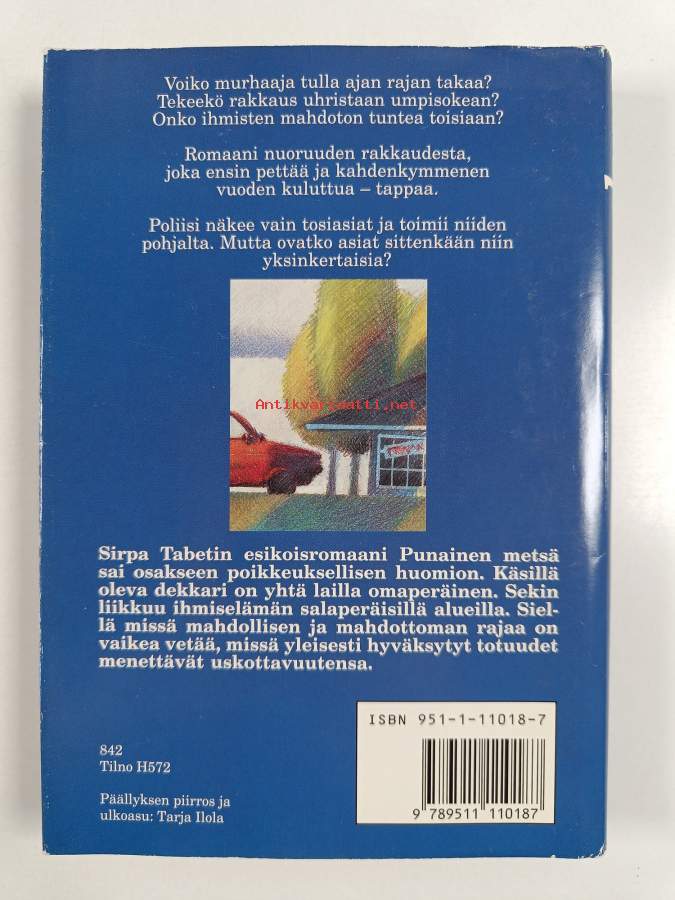 Voiko murhaaja tulla ajan rajan takaa?
Tekeekö rakkaus uhristaan umpisokean?
Onko ihmisten mahdoton tuntea toisiaan?
Romaani nuoruuden rakkaudesta,
joka ensin pettää ja kahdenkymmenen
vuoden kuluttua – tappaa.
Poliisi näkee vain tosiasiat ja toimii niiden
pohjalta. Mutta ovatko asiat sittenkään niin
yksinkertaisia?
Antikvariaatti.net
Sirpa Tabetin esikoisromaani Punainen metsä
sai osakseen poikkeuksellisen huomion. Käsillä
oleva dekkari on yhtä lailla omaperäinen. Sekin
liikkuu ihmiselämän salaperäisillä alueilla. Siel-
lä missä mahdollisen ja mahdottoman rajaa on
vaikea vetää, missä yleisesti hyväksytyt totuudet
menettävät uskottavuutensa.
ISBN 951-1-11018-7
842
Tilno H572
Päällyksen piirros ja
ulkoasu: Tarja Ilola
9 789511 110187